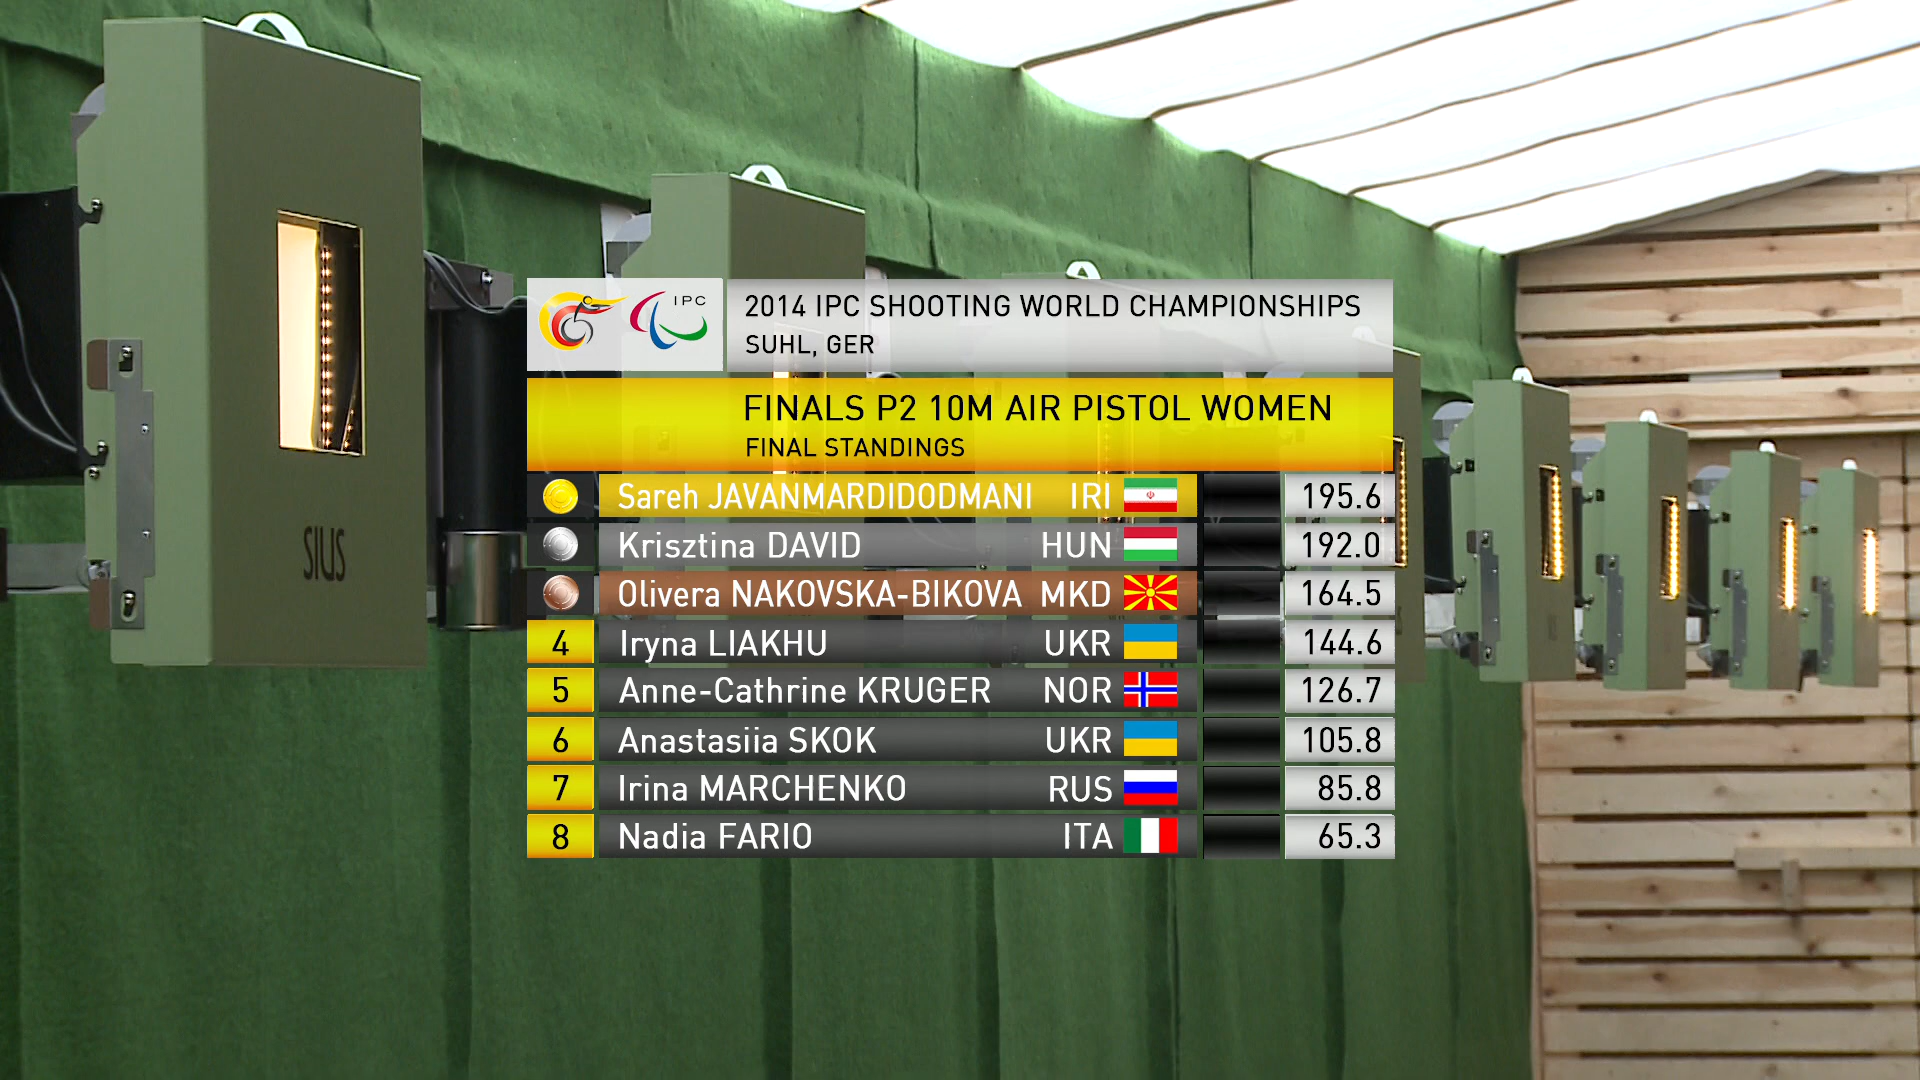 SIUS
IPC
2014 IPC SHOOTING WORLD CHAMPIONSHIPS
SUHL, GER
FINALS P2 10M AIR PISTOL WOMEN
FINAL STANDINGS
Sareh JAVANMARDIDODMANI IRI 195.6
Krisztina DAVID HUN 192.0
Olivera NAKOVSKA-BIKOVA MKD 164.5
4 Iryna LIAKHU UKR 144.6
5 Anne-Cathrine KRUGER NOR 126.7
6 Anastasiia SKOK UKR 105.8
7 Irina MARCHENKO RUS 85.8
8 Nadia FARIO ITA 65.3